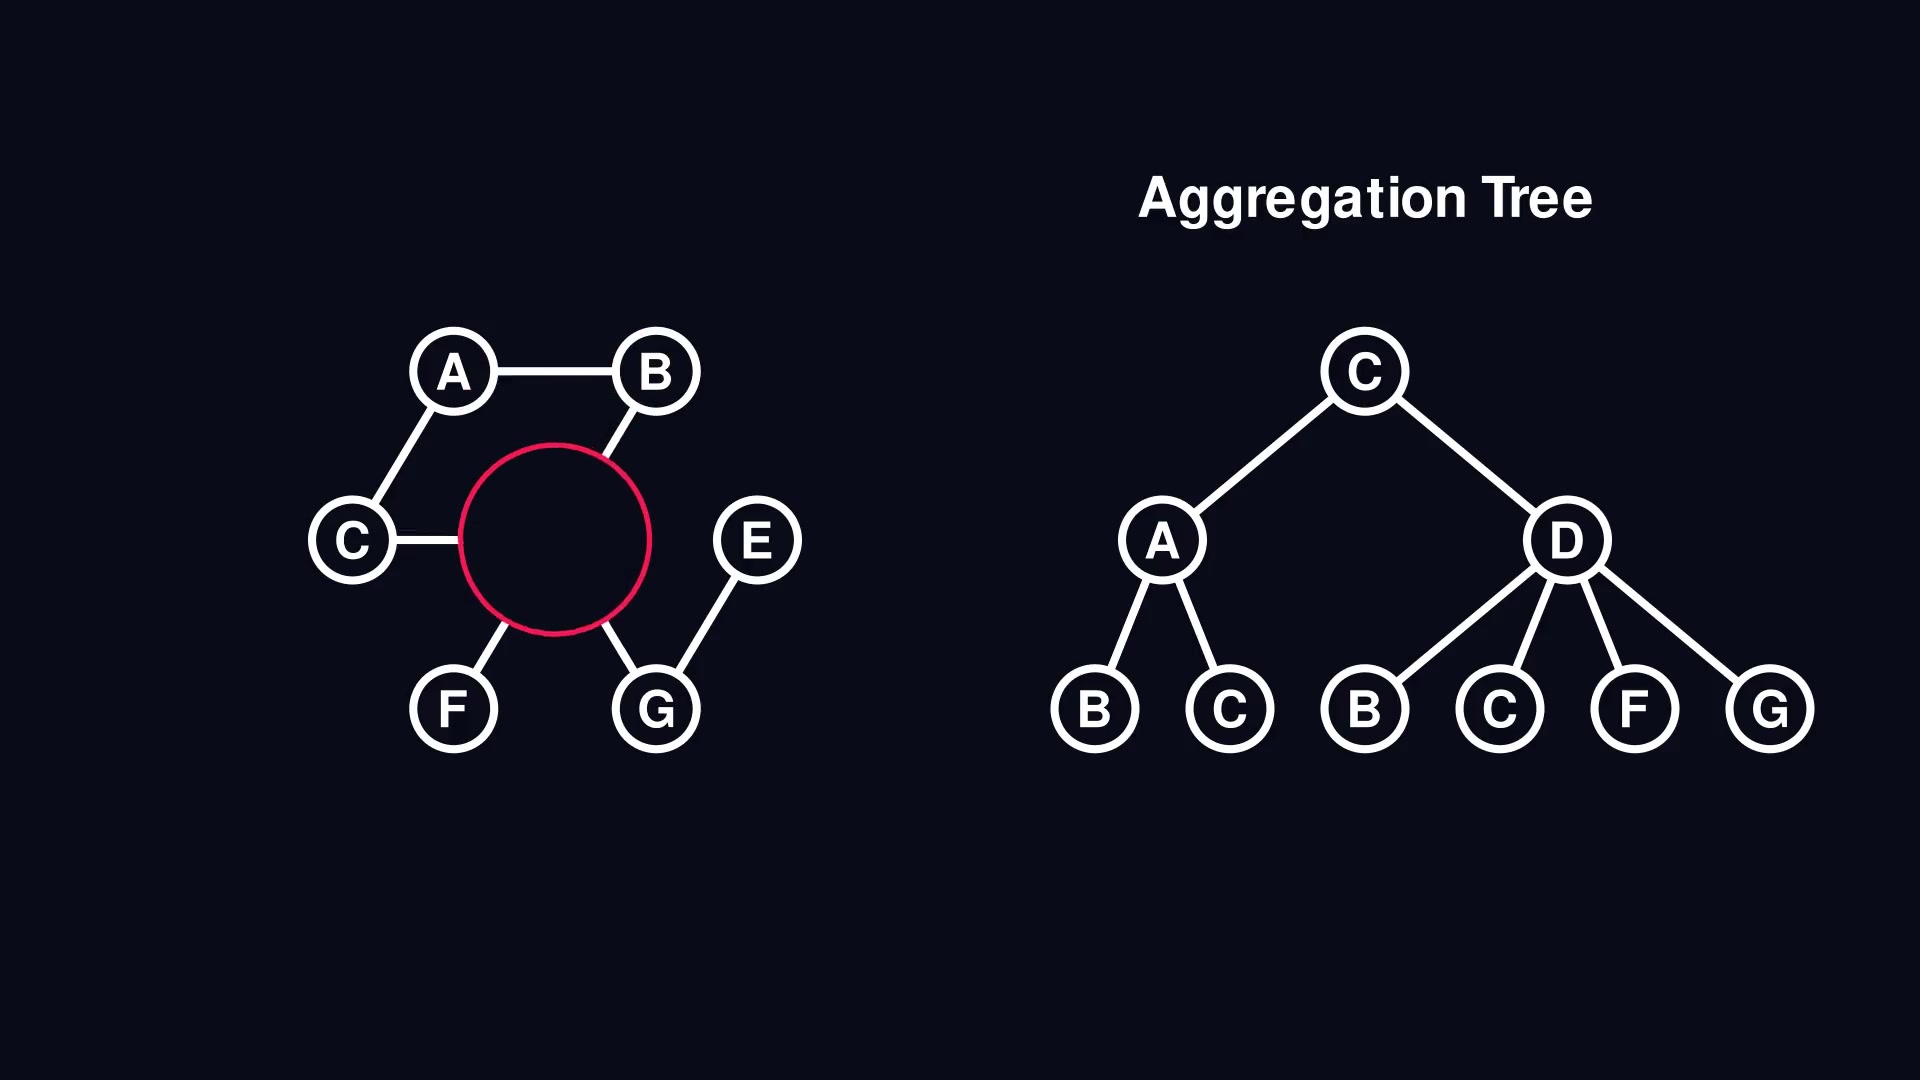 Aggregation Tree
A B
C E
F G
C
A D
B C B C F G